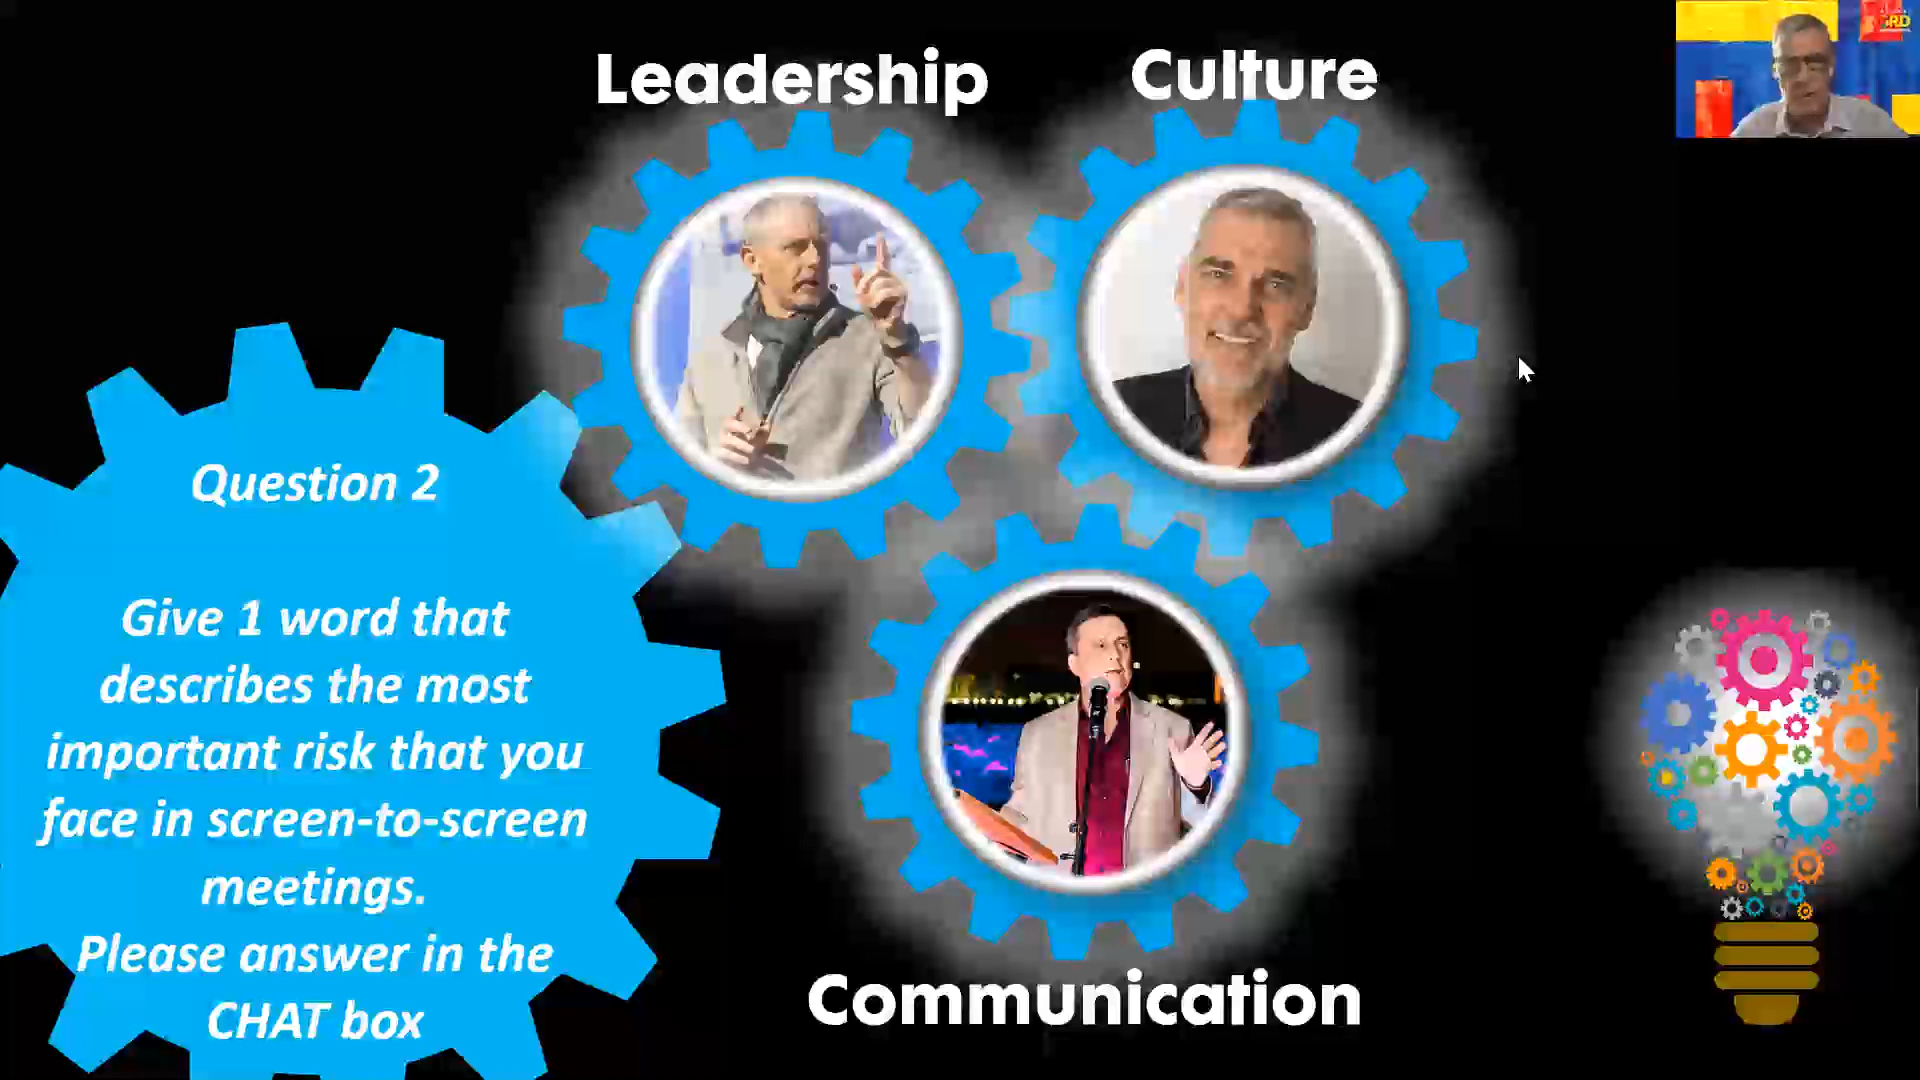 Leadership
Culture
Question 2
Give 1 word that
describes the most
important risk that you
face in screen-to-screen
meetings.
Please answer in the
CHAT box
Communication